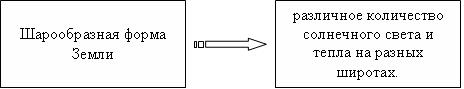 Шарообразная форма
Земли
различное количество
солнечного света и
тепла на разных
широтах.